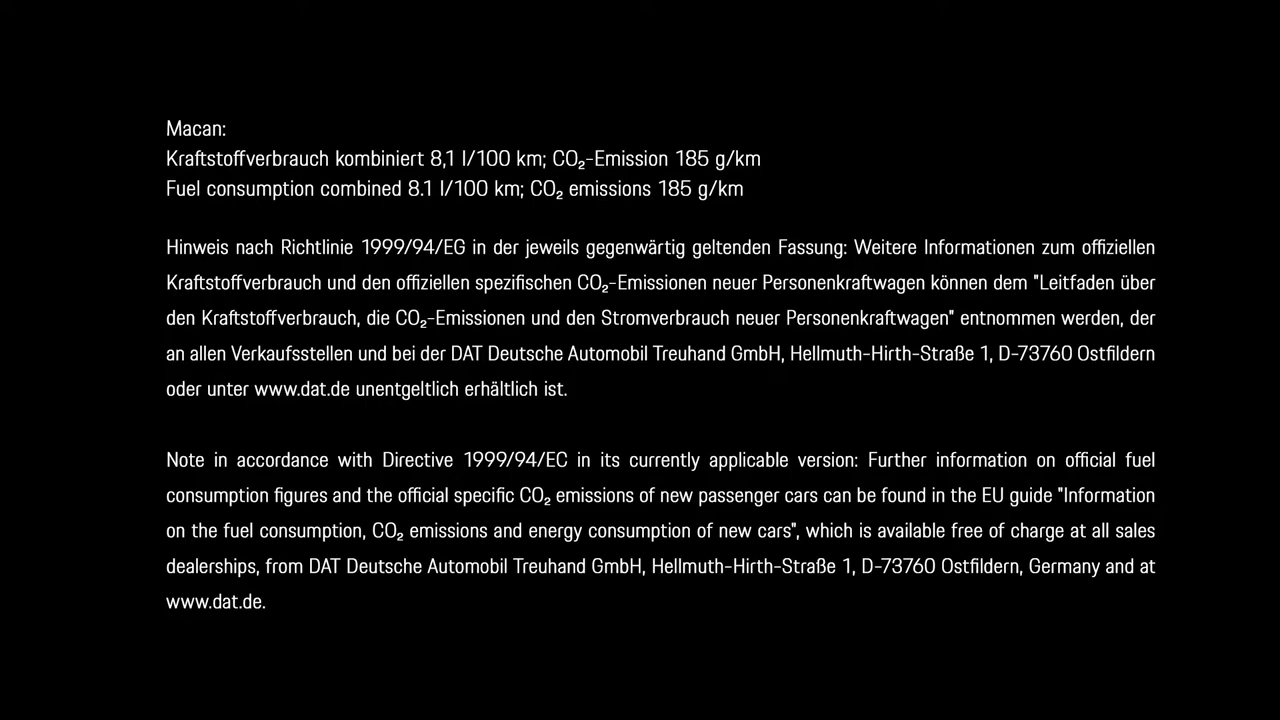 Macan:
Kraftstoffverbrauch kombiniert 8,1 l/100 km; CO₂-Emission 185 g/km
Fuel consumption combined 8.1 l/100 km; CO₂ emissions 185 g/km
Hinweis nach Richtlinie 1999/94/EG in der jeweils gegenwärtig geltenden Fassung: Weitere Informationen zum offiziellen
Kraftstoffverbrauch und den offiziellen spezifischen CO₂-Emissionen neuer Personenkraftwagen können dem "Leitfaden über
den Kraftstoffverbrauch, die CO₂-Emissionen und den Stromverbrauch neuer Personenkraftwagen" entnommen werden, der
an allen Verkaufsstellen und bei der DAT Deutsche Automobil Treuhand GmbH, Hellmuth-Hirth-Straße 1, D-73760 Ostfildern
oder unter www.dat.de unentgeltlich erhältlich ist.
Note in accordance with Directive 1999/94/EC in its currently applicable version: Further information on official fuel
consumption figures and the official specific CO₂ emissions of new passenger cars can be found in the EU guide "Information
on the fuel consumption, CO₂ emissions and energy consumption of new cars", which is available free of charge at all sales
dealerships, from DAT Deutsche Automobil Treuhand GmbH, Hellmuth-Hirth-Straße 1, D-73760 Ostfildern, Germany and at
www.dat.de.